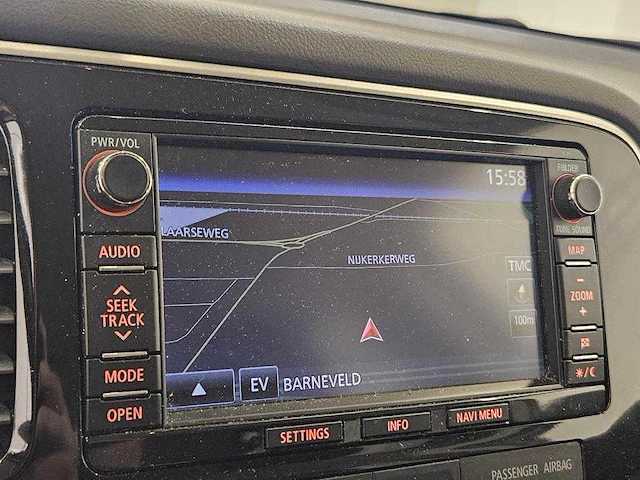 PWR/VOL
FOLDER
15:58
TUNE·SOUND
LAARSEWEG
AUDIO
NIJKERKERWEG
MAP
TMC
SEEK
TRACK
-
ZOOM
+
100m
MODE
EV
BARNEVELD
OPEN
SETTINGS
INFO
NAVI MENU
PASSENGER AIRBAG